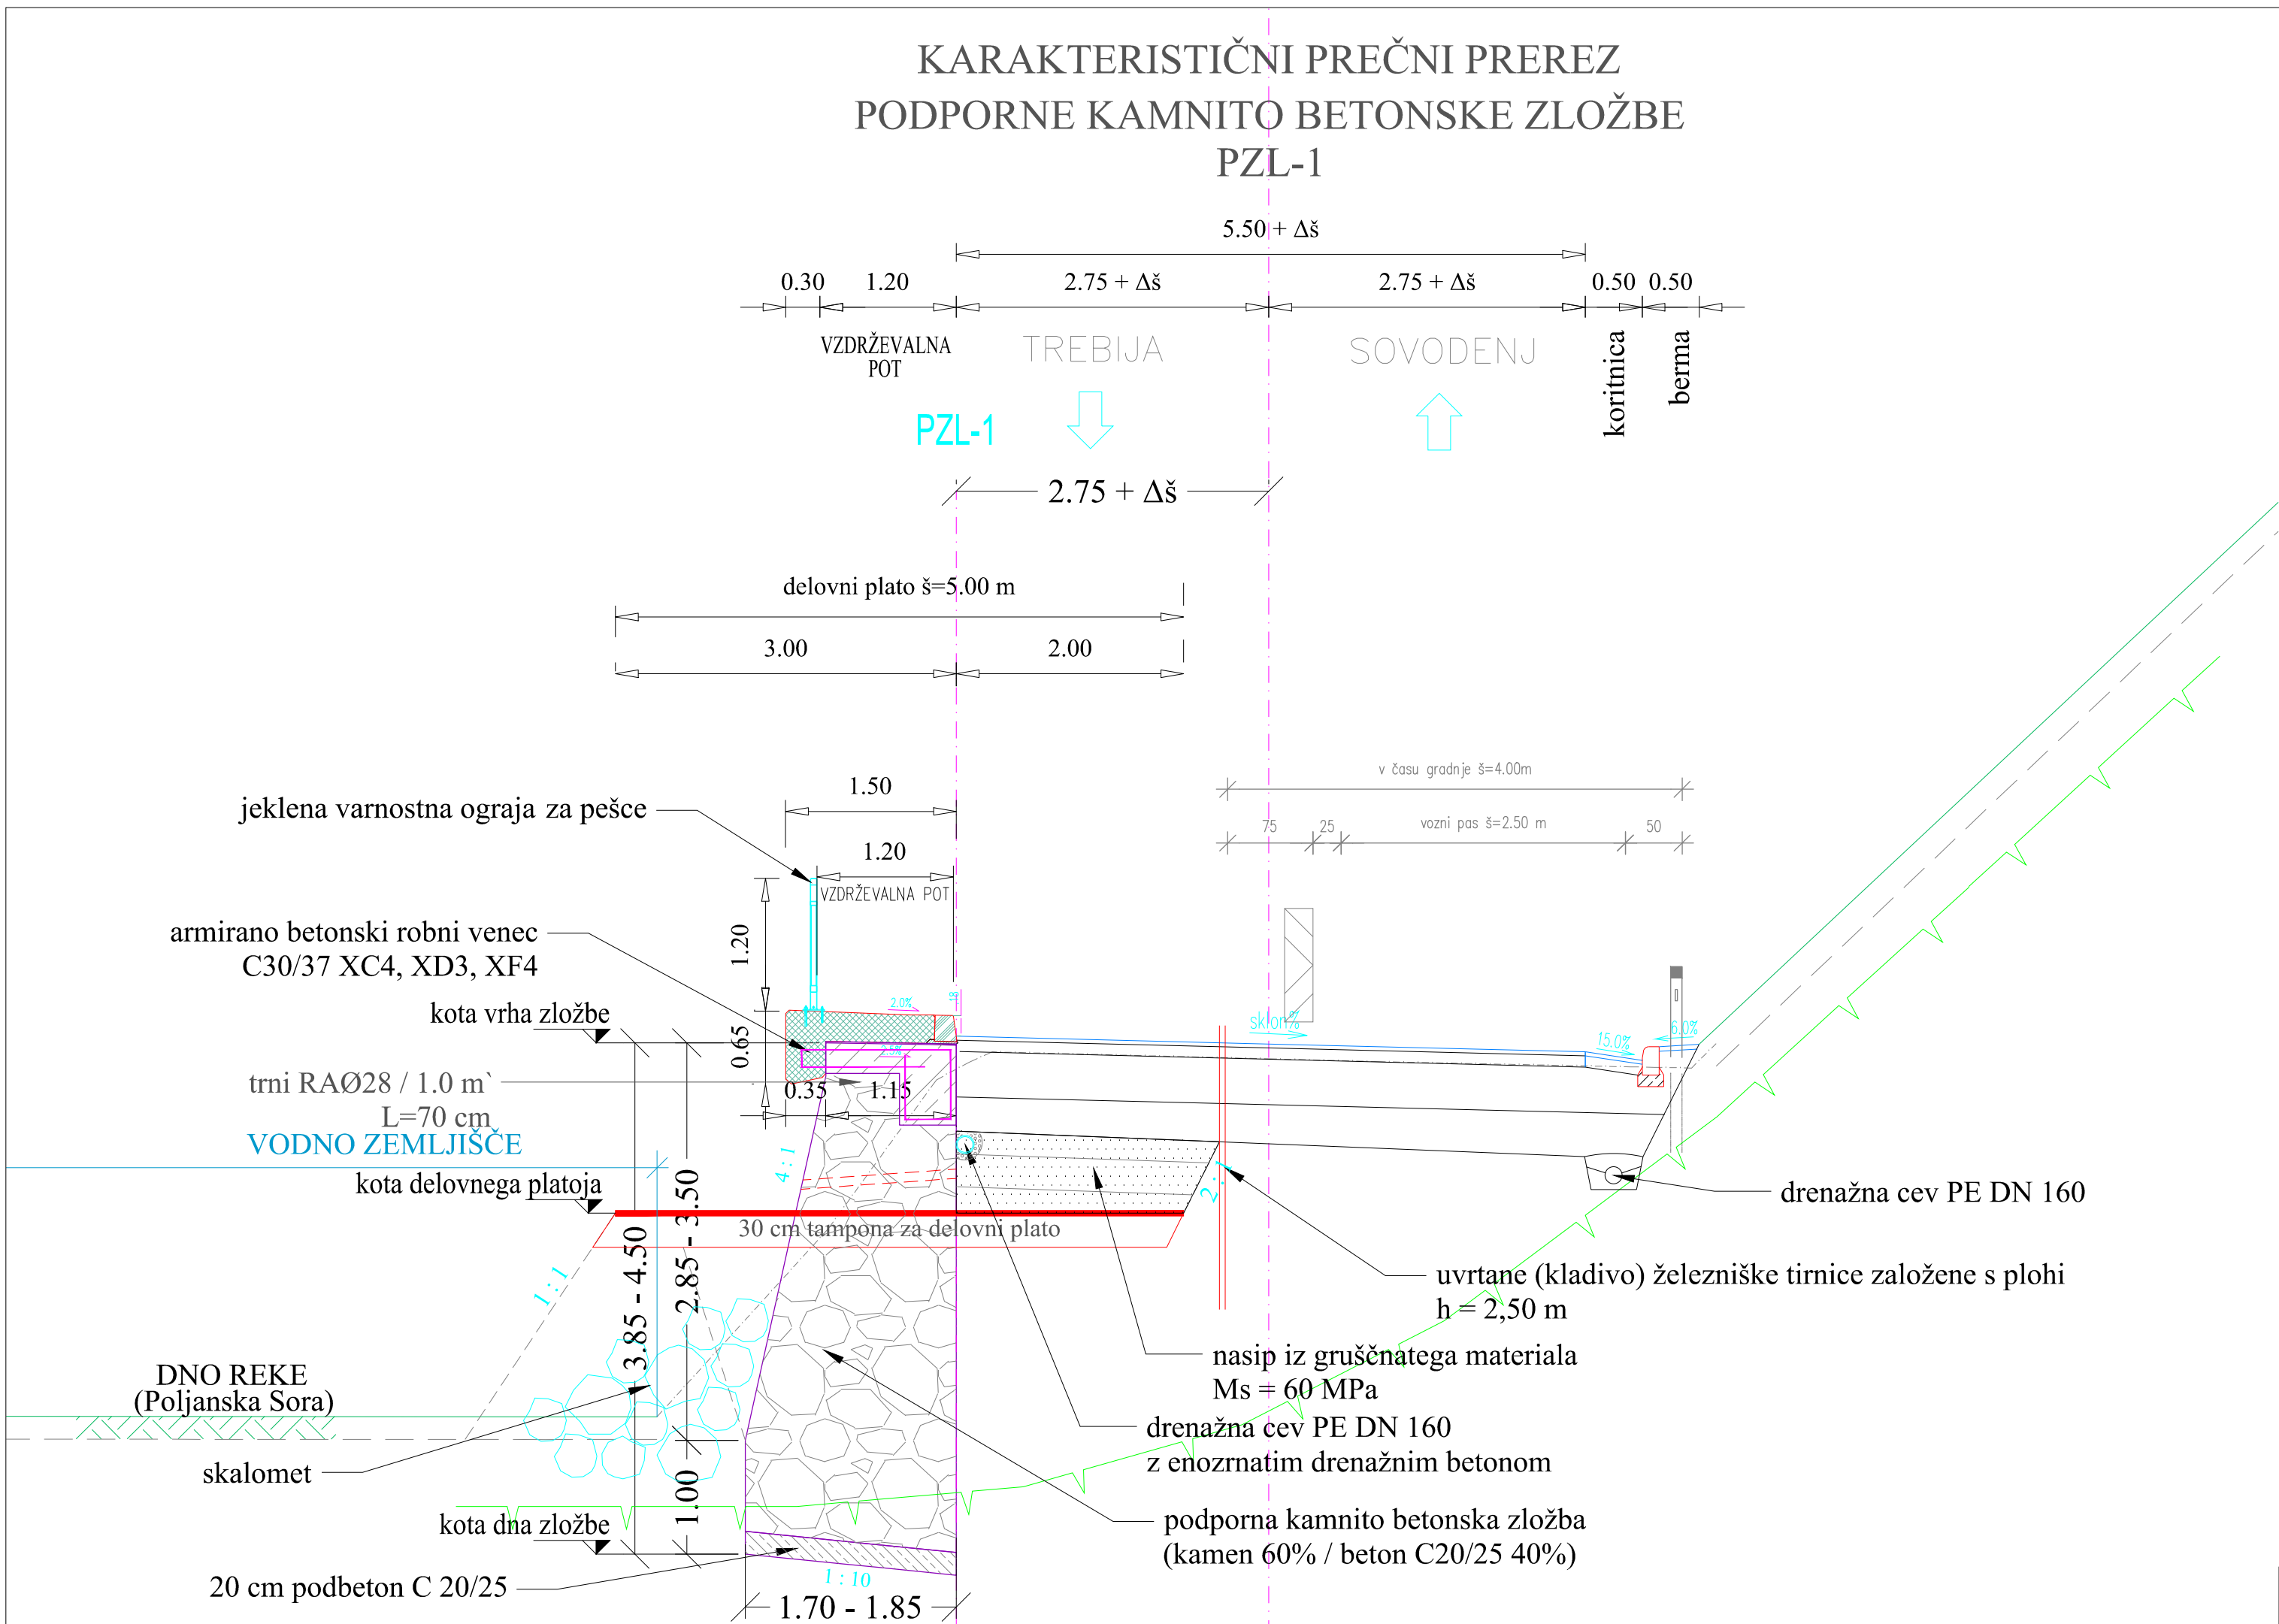 KARAKTERISTIČNI PREČNI PREREZ
PODPORNE KAMNITO BETONSKE ZLOŽBE
PZL-1
5.50 + Δš
0.30
1.20
2.75 + Δš
2.75 + Δš
0.50
0.50
VZDRŽEVALNA
POT
TREBIJA
SOVODENJ
koritnica
berma
PZL-1
2.75 + Δš
delovni plato š=5.00 m
3.00
2.00
v času gradnje š=4.00m
75
25
vozni pas š=2.50 m
50
1.50
jeklena varnostna ograja za pešce
1.20
VZDRŽEVALNA POT
1.20
armirano betonski robni venec
C30/37 XC4, XD3, XF4
2.0%
18
kota vrha zložbe
sklon%
15.0%
6.0%
0.65
2.5%
trni RAØ28 / 1.0 m`
L=70 cm
0.35
1.15
VODNO ZEMLJIŠČE
4 : 1
2 : 1
kota delovnega platoja
drenažna cev PE DN 160
30 cm tampona za delovni plato
3.85 - 4.50
2.85 - 3.50
1 : 1
uvrtane (kladivo) železniške tirnice založene s plohi
h = 2,50 m
nasip iz gruščnatega materiala
Ms = 60 MPa
DNO REKE
(Poljanska Sora)
drenažna cev PE DN 160
z enozrnatim drenažnim betonom
skalomet
1.00
kota dna zložbe
podporna kamnito betonska zložba
(kamen 60% / beton C20/25 40%)
20 cm podbeton C 20/25
1 : 10
1.70 - 1.85